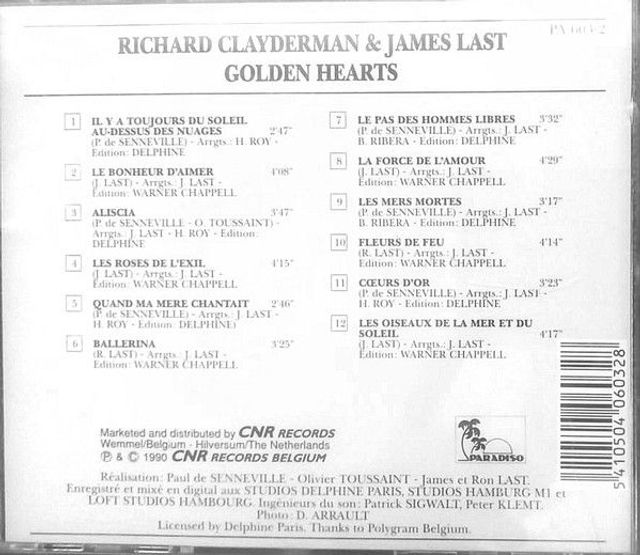 PA 603-2
RICHARD CLAYDERMAN & JAMES LAST
GOLDEN HEARTS
1 IL Y A TOUJOURS DU SOLEIL
AU-DESSUS DES NUAGES 2'47"
(P. de SENNEVILLE) - Arrgts.: H. ROY -
Edition: DELPHINE
2 LE BONHEUR D'AIMER 4'08"
(J. LAST) - Arrgts.: J. LAST -
Edition: WARNER CHAPPELL
3 ALISCIA 3'47"
(P. de SENNEVILLE - O. TOUSSAINT) -
Arrgts. J. LAST - H. ROY - Edition:
DELPHINE
4 LES ROSES DE L'EXIL 4'15"
(J. LAST) - Arrgts.: J. LAST -
Edition: WARNER CHAPPELL
5 QUAND MA MERE CHANTAIT 2'46"
(P. de SENNEVILLE) - Arrgts.: J. LAST -
H. ROY - Edition: DELPHINE)
6 BALLERINA 3'25"
(R. LAST) - Arrgts.: J. LAST -
Edition: WARNER CHAPPELL
7 LE PAS DES HOMMES LIBRES 3'32"
(P. de SENNEVILLE) - Arrgts.: J. LAST -
B. RIBERA - Edition: DELPHINE
8 LA FORCE DE L'AMOUR 4'29"
(J. LAST) - Arrgts.: J. LAST -
Edition: WARNER CHAPPELL
9 LES MERS MORTES 3'17"
(P. de SENNEVILLE) - Arrgts.: J. LAST -
B. RIBERA - Edition: DELPHINE
10 FLEURS DE FEU 4'14"
(R. LAST) - Arrgts.: J. LAST -
Edition: WARNER CHAPPELL
11 CŒURS D'OR 3'23"
(P. de SENNEVILLE) - Arrgts.: J. LAST -
H. ROY - Edition: DELPHINE
12 LES OISEAUX DE LA MER ET DU
SOLEIL 4'17"
(J. LAST) - Arrgts.: J. LAST -
Edition: WARNER CHAPPELL
Marketed and distributed by CNR RECORDS
Wemmel/Belgium - Hilversum/The Netherlands
℗ & © 1990 CNR RECORDS BELGIUM
PARADISO
5 410504 060328
Réalisation: Paul de SENNEVILLE - Olivier TOUSSAINT - James et Ron LAST.
Enregistré et mixé en digital aux STUDIOS DELPHINE PARIS, STUDIOS HAMBURG M1 et
LOFT STUDIOS HAMBOURG. Ingénieurs du son: Patrick SIGWALT, Peter KLEMT.
Photo: D. ARRAULT
Licensed by Delphine Paris. Thanks to Polygram Belgium.